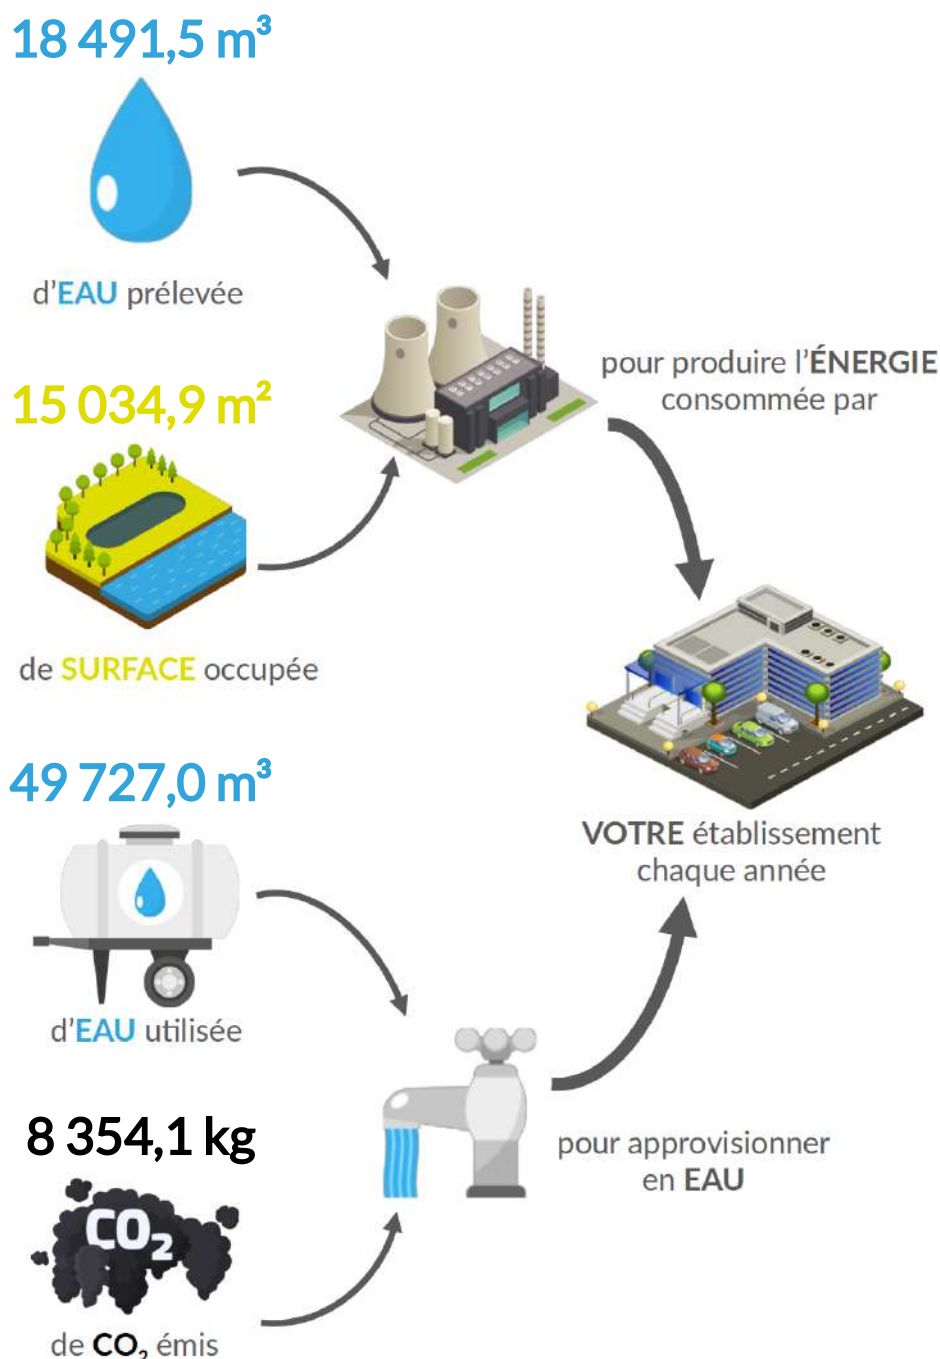 18 491,5 m³
d'EAU prélevée
15 034,9 m²
de SURFACE occupée
pour produire l'ÉNERGIE
consommée par
VOTRE établissement
chaque année
49 727,0 m³
d'EAU utilisée
8 354,1 kg
CO₂
de CO₂ émis
pour approvisionner
en EAU